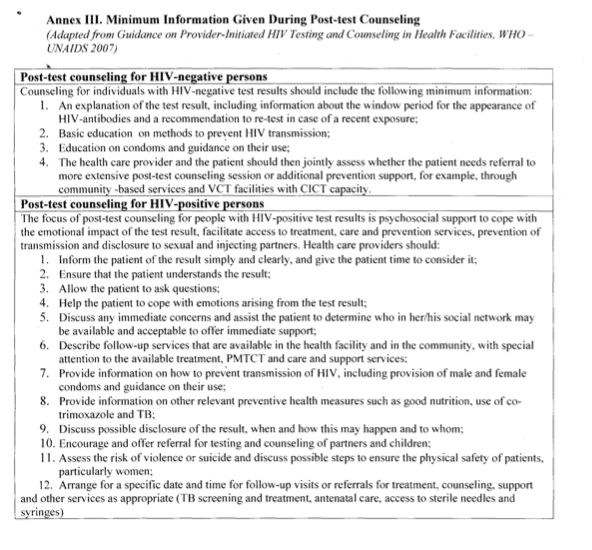 Annex III. Minimum Information Given During Post-test Counseling
(Adapted from Guidance on Provider-Initiated HIV Testing and Counseling in Health Facilities, WHO –
UNAIDS 2007)
Post-test counseling for HIV-negative persons
Counseling for individuals with HIV-negative test results should include the following minimum information:
1. An explanation of the test result, including information about the window period for the appearance of
HIV-antibodies and a recommendation to re-test in case of a recent exposure;
2. Basic education on methods to prevent HIV transmission;
3. Education on condoms and guidance on their use;
4. The health care provider and the patient should then jointly assess whether the patient needs referral to
more extensive post-test counseling session or additional prevention support, for example, through
community -based services and VCT facilities with CICT capacity.
Post-test counseling for HIV-positive persons
The focus of post-test counseling for people with HIV-positive test results is psychosocial support to cope with
the emotional impact of the test result, facilitate access to treatment, care and prevention services, prevention of
transmission and disclosure to sexual and injecting partners. Health care providers should:
1. Inform the patient of the result simply and clearly, and give the patient time to consider it;
2. Ensure that the patient understands the result;
3. Allow the patient to ask questions;
4. Help the patient to cope with emotions arising from the test result;
5. Discuss any immediate concerns and assist the patient to determine who in her/his social network may
be available and acceptable to offer immediate support;
6. Describe follow-up services that are available in the health facility and in the community, with special
attention to the available treatment, PMTCT and care and support services;
7. Provide information on how to prevent transmission of HIV, including provision of male and female
condoms and guidance on their use;
8. Provide information on other relevant preventive health measures such as good nutrition, use of co-
trimoxazole and TB;
9. Discuss possible disclosure of the result, when and how this may happen and to whom;
10. Encourage and offer referral for testing and counseling of partners and children;
11. Assess the risk of violence or suicide and discuss possible steps to ensure the physical safety of patients,
particularly women;
12. Arrange for a specific date and time for follow-up visits or referrals for treatment, counseling, support
and other services as appropriate (TB screening and treatment, antenatal care, access to sterile needles and
syringes)